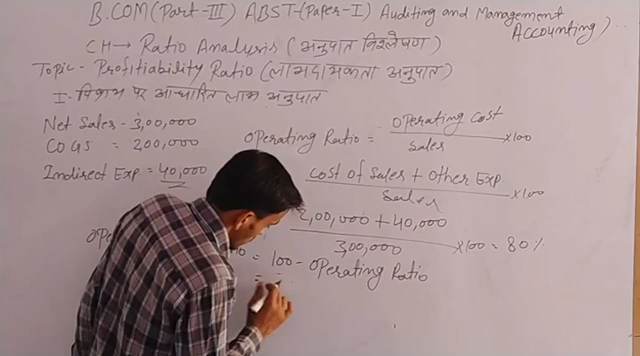 B.COM (Part-III) ABST-(Paper-I) Auditing and Management Accounting)
CH → Ratio Analysis (अनुपात विश्लेषण)
Topic - Profitiability Ratio (लाभदायकता अनुपात)
I- विक्रय पर आधारित लाभ अनुपात
Net Sales - 3,00,000
COGS = 200,000
Indirect Exp = 40,000
Operating Ratio = Operating Cost / Sales × 100
Cost of Sales + Other Exp / Sales × 100
2,00,000 + 40,000 / 3,00,000 × 100 = 80%
= 100 - Operating Ratio
=